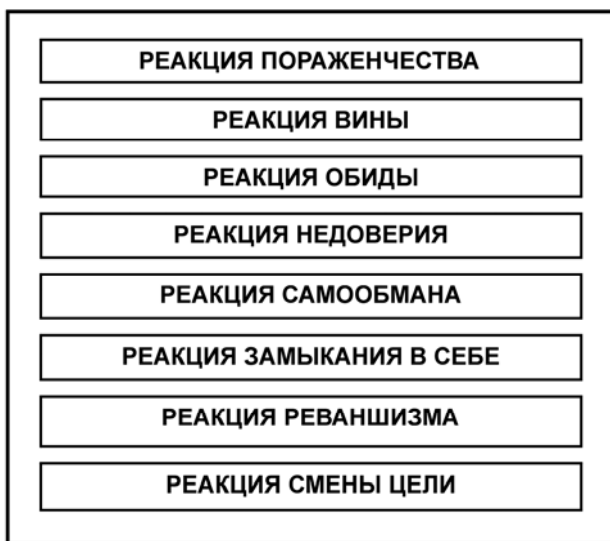 РЕАКЦИЯ ПОРАЖЕНЧЕСТВА
РЕАКЦИЯ ВИНЫ
РЕАКЦИЯ ОБИДЫ
РЕАКЦИЯ НЕДОВЕРИЯ
РЕАКЦИЯ САМООБМАНА
РЕАКЦИЯ ЗАМЫКАНИЯ В СЕБЕ
РЕАКЦИЯ РЕВАНШИЗМА
РЕАКЦИЯ СМЕНЫ ЦЕЛИ